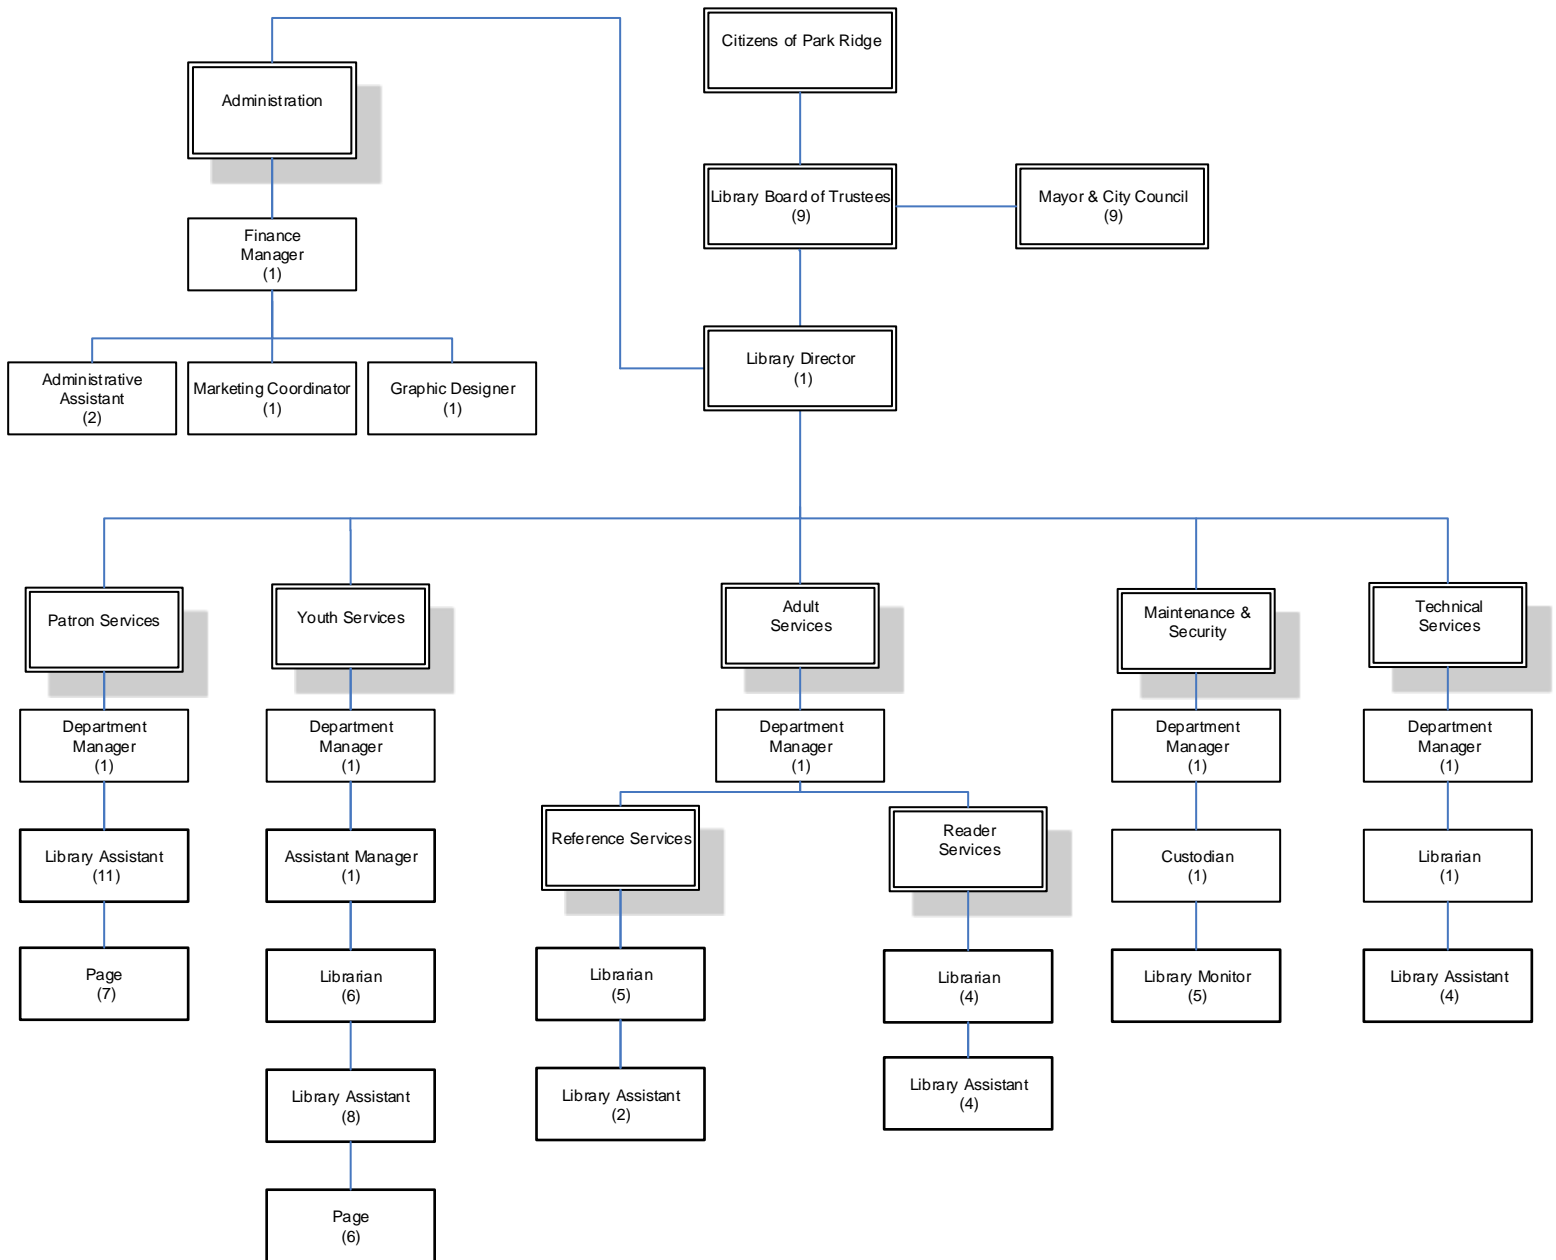 Citizens of Park Ridge
Administration
Library Board of Trustees
(9)
Mayor & City Council
(9)
Finance
Manager
(1)
Library Director
(1)
Administrative
Assistant
(2)
Marketing Coordinator
(1)
Graphic Designer
(1)
Patron Services
Youth Services
Adult
Services
Maintenance &
Security
Technical
Services
Department
Manager
(1)
Department
Manager
(1)
Department
Manager
(1)
Department
Manager
(1)
Department
Manager
(1)
Library Assistant
(11)
Assistant Manager
(1)
Reference Services
Reader
Services
Custodian
(1)
Librarian
(1)
Page
(7)
Librarian
(6)
Librarian
(5)
Librarian
(4)
Library Monitor
(5)
Library Assistant
(4)
Library Assistant
(8)
Library Assistant
(2)
Library Assistant
(4)
Page
(6)